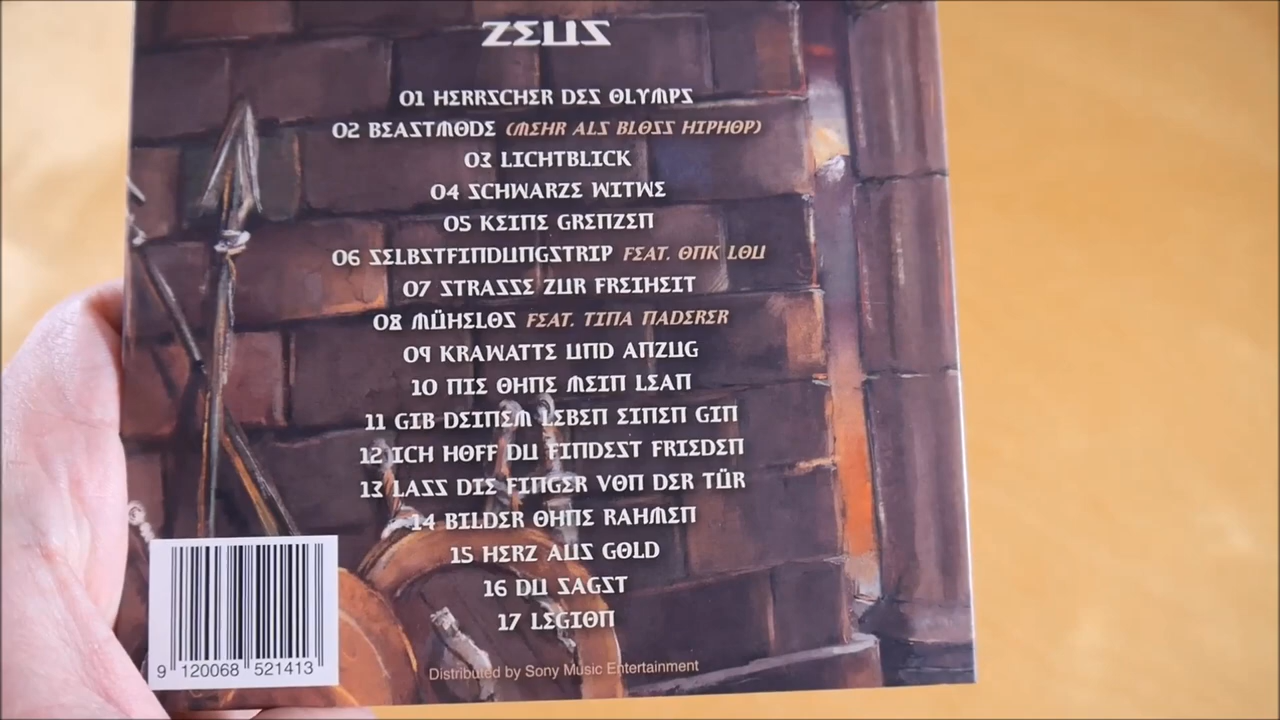 ZEUS
01 HERRSCHER DES OLYMPS
02 BEASTMODE (MEHR ALS BLOSS HIPHOP)
03 LICHTBLICK
04 SCHWARZE WITWE
05 KEINE GRENZEN
06 SELBSTFINDUNGSTRIP FEAT. ONK LOU
07 STRASSE ZUR FREIHEIT
08 MÜHELOS FEAT. TINA NADERER
09 KRAWATTE UND ANZUG
10 NIE OHNE MEIN LEAN
11 GIB DEINEM LEBEN EINEN GIN
12 ICH HOFF DU FINDEST FRIEDEN
13 LASS DIE FINGER VON DER TÜR
14 BILDER OHNE RAHMEN
15 HERZ AUS GOLD
16 DU SAGST
17 LEGION
Distributed by Sony Music Entertainment
9 120068 521413